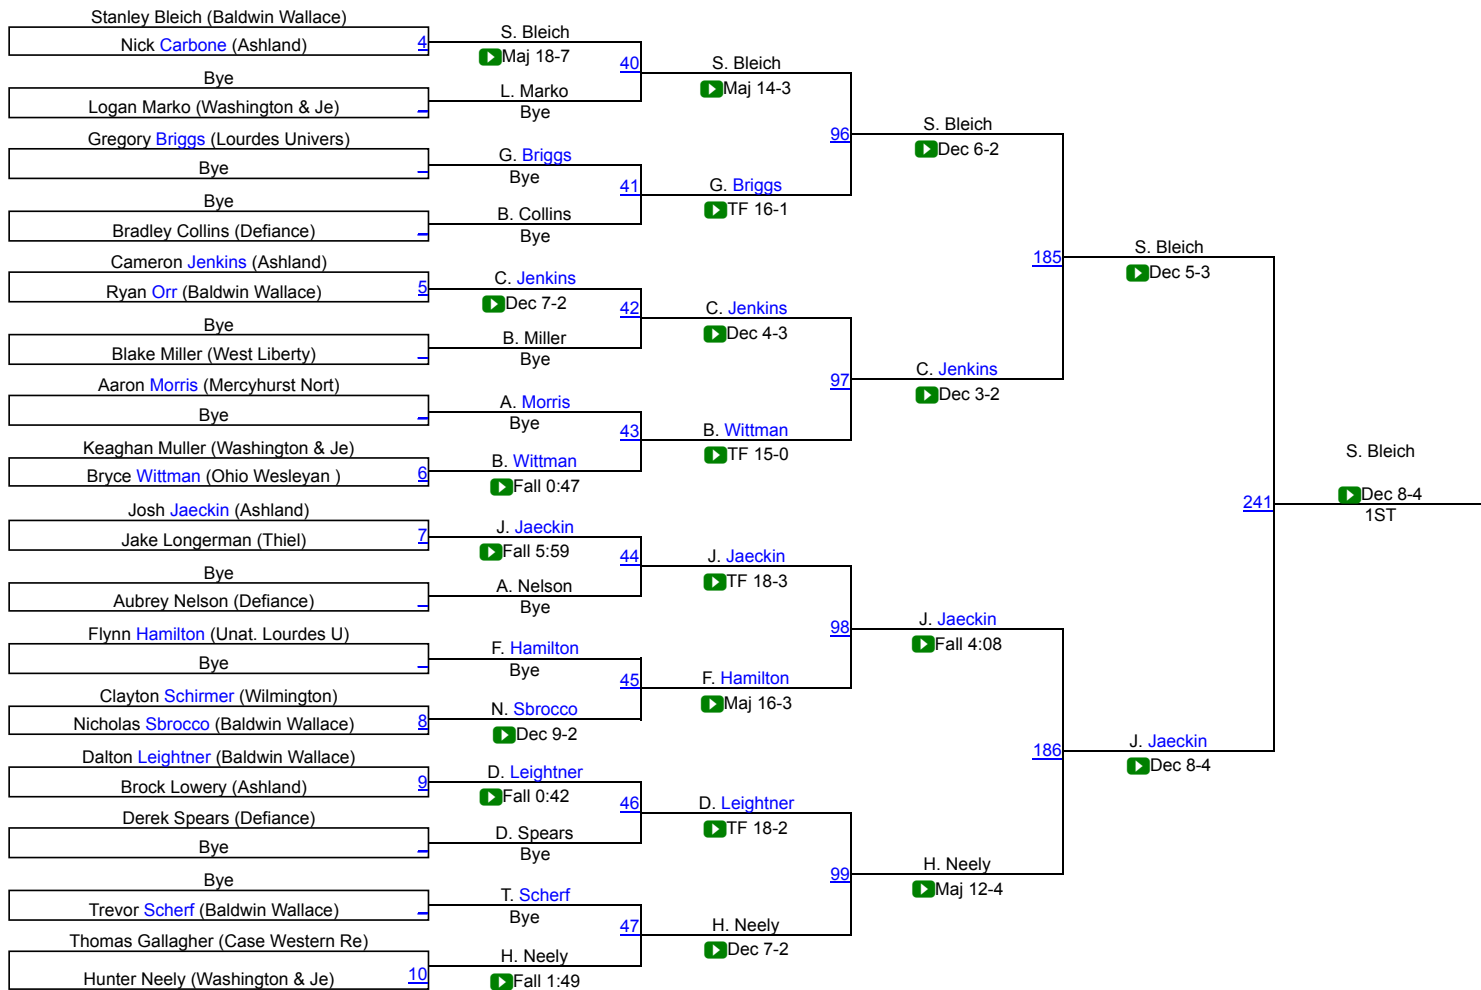 Stanley Bleich (Baldwin Wallace)
Nick Carbone (Ashland) 4
Bye
Logan Marko (Washington & Je)
Gregory Briggs (Lourdes Univers)
Bye
Bye
Bradley Collins (Defiance)
Cameron Jenkins (Ashland)
Ryan Orr (Baldwin Wallace) 5
Bye
Blake Miller (West Liberty)
Aaron Morris (Mercyhurst Nort)
Bye
Keaghan Muller (Washington & Je)
Bryce Wittman (Ohio Wesleyan ) 6
Josh Jaeckin (Ashland)
Jake Longerman (Thiel) 7
Bye
Aubrey Nelson (Defiance)
Flynn Hamilton (Unat. Lourdes U)
Bye
Clayton Schirmer (Wilmington)
Nicholas Sbrocco (Baldwin Wallace) 8
Dalton Leightner (Baldwin Wallace)
Brock Lowery (Ashland) 9
Derek Spears (Defiance)
Bye
Bye
Trevor Scherf (Baldwin Wallace)
Thomas Gallagher (Case Western Re)
Hunter Neely (Washington & Je) 10
S. Bleich
Maj 18-7
40
L. Marko
Bye
G. Briggs
Bye
41
B. Collins
Bye
C. Jenkins
Dec 7-2
42
B. Miller
Bye
A. Morris
Bye
43
B. Wittman
Fall 0:47
J. Jaeckin
Fall 5:59
44
A. Nelson
Bye
F. Hamilton
Bye
45
N. Sbrocco
Dec 9-2
D. Leightner
Fall 0:42
46
D. Spears
Bye
T. Scherf
Bye
47
H. Neely
Fall 1:49
S. Bleich
Maj 14-3
96
G. Briggs
TF 16-1
C. Jenkins
Dec 4-3
97
B. Wittman
TF 15-0
J. Jaeckin
TF 18-3
98
F. Hamilton
Maj 16-3
D. Leightner
TF 18-2
99
H. Neely
Dec 7-2
S. Bleich
Dec 6-2
185
C. Jenkins
Dec 3-2
J. Jaeckin
Fall 4:08
186
H. Neely
Maj 12-4
S. Bleich
Dec 5-3
241
J. Jaeckin
Dec 8-4
S. Bleich
Dec 8-4
1ST